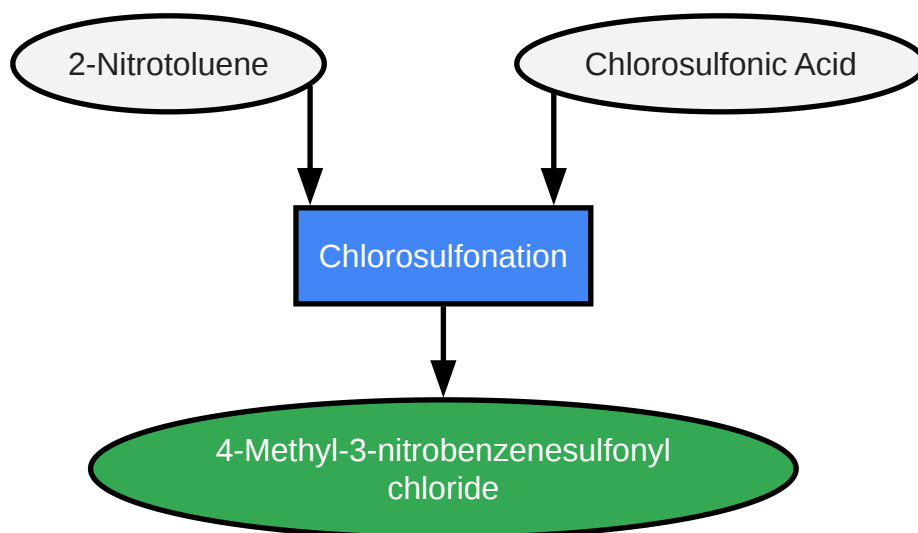 2-Nitrotoluene
Chlorosulfonic Acid
Chlorosulfonation
4-Methyl-3-nitrobenzenesulfonyl
chloride